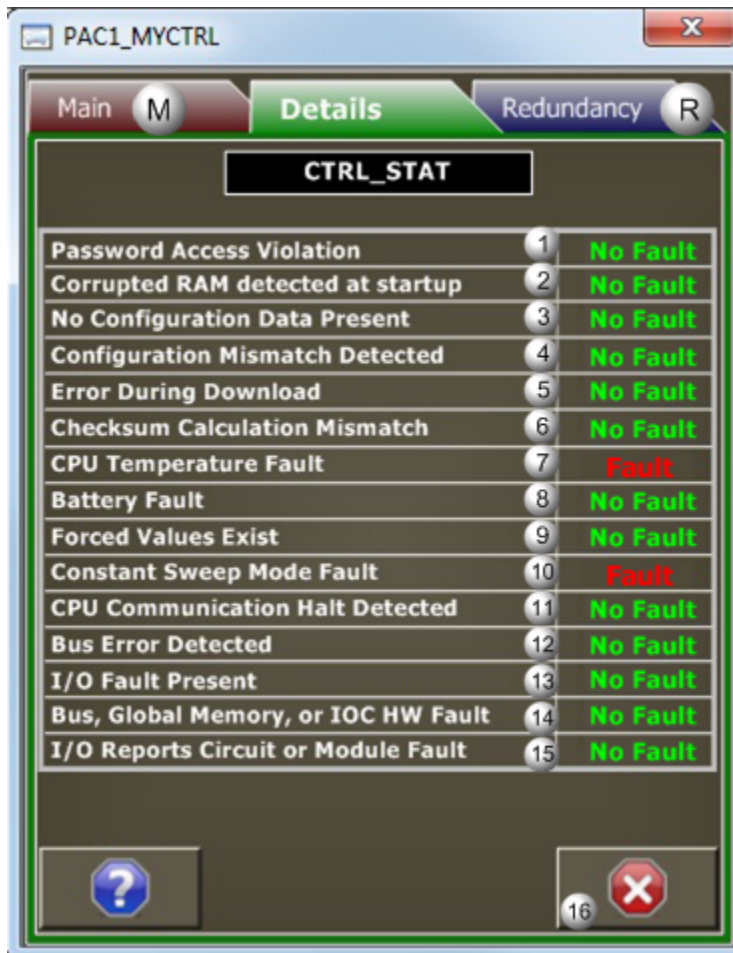 PAC1_MYCTRL
Main M Details Redundancy R
CTRL_STAT
Password Access Violation 1 No Fault
Corrupted RAM detected at startup 2 No Fault
No Configuration Data Present 3 No Fault
Configuration Mismatch Detected 4 No Fault
Error During Download 5 No Fault
Checksum Calculation Mismatch 6 No Fault
CPU Temperature Fault 7 Fault
Battery Fault 8 No Fault
Forced Values Exist 9 No Fault
Constant Sweep Mode Fault 10 Fault
CPU Communication Halt Detected 11 No Fault
Bus Error Detected 12 No Fault
I/O Fault Present 13 No Fault
Bus, Global Memory, or IOC HW Fault 14 No Fault
I/O Reports Circuit or Module Fault 15 No Fault
? 16